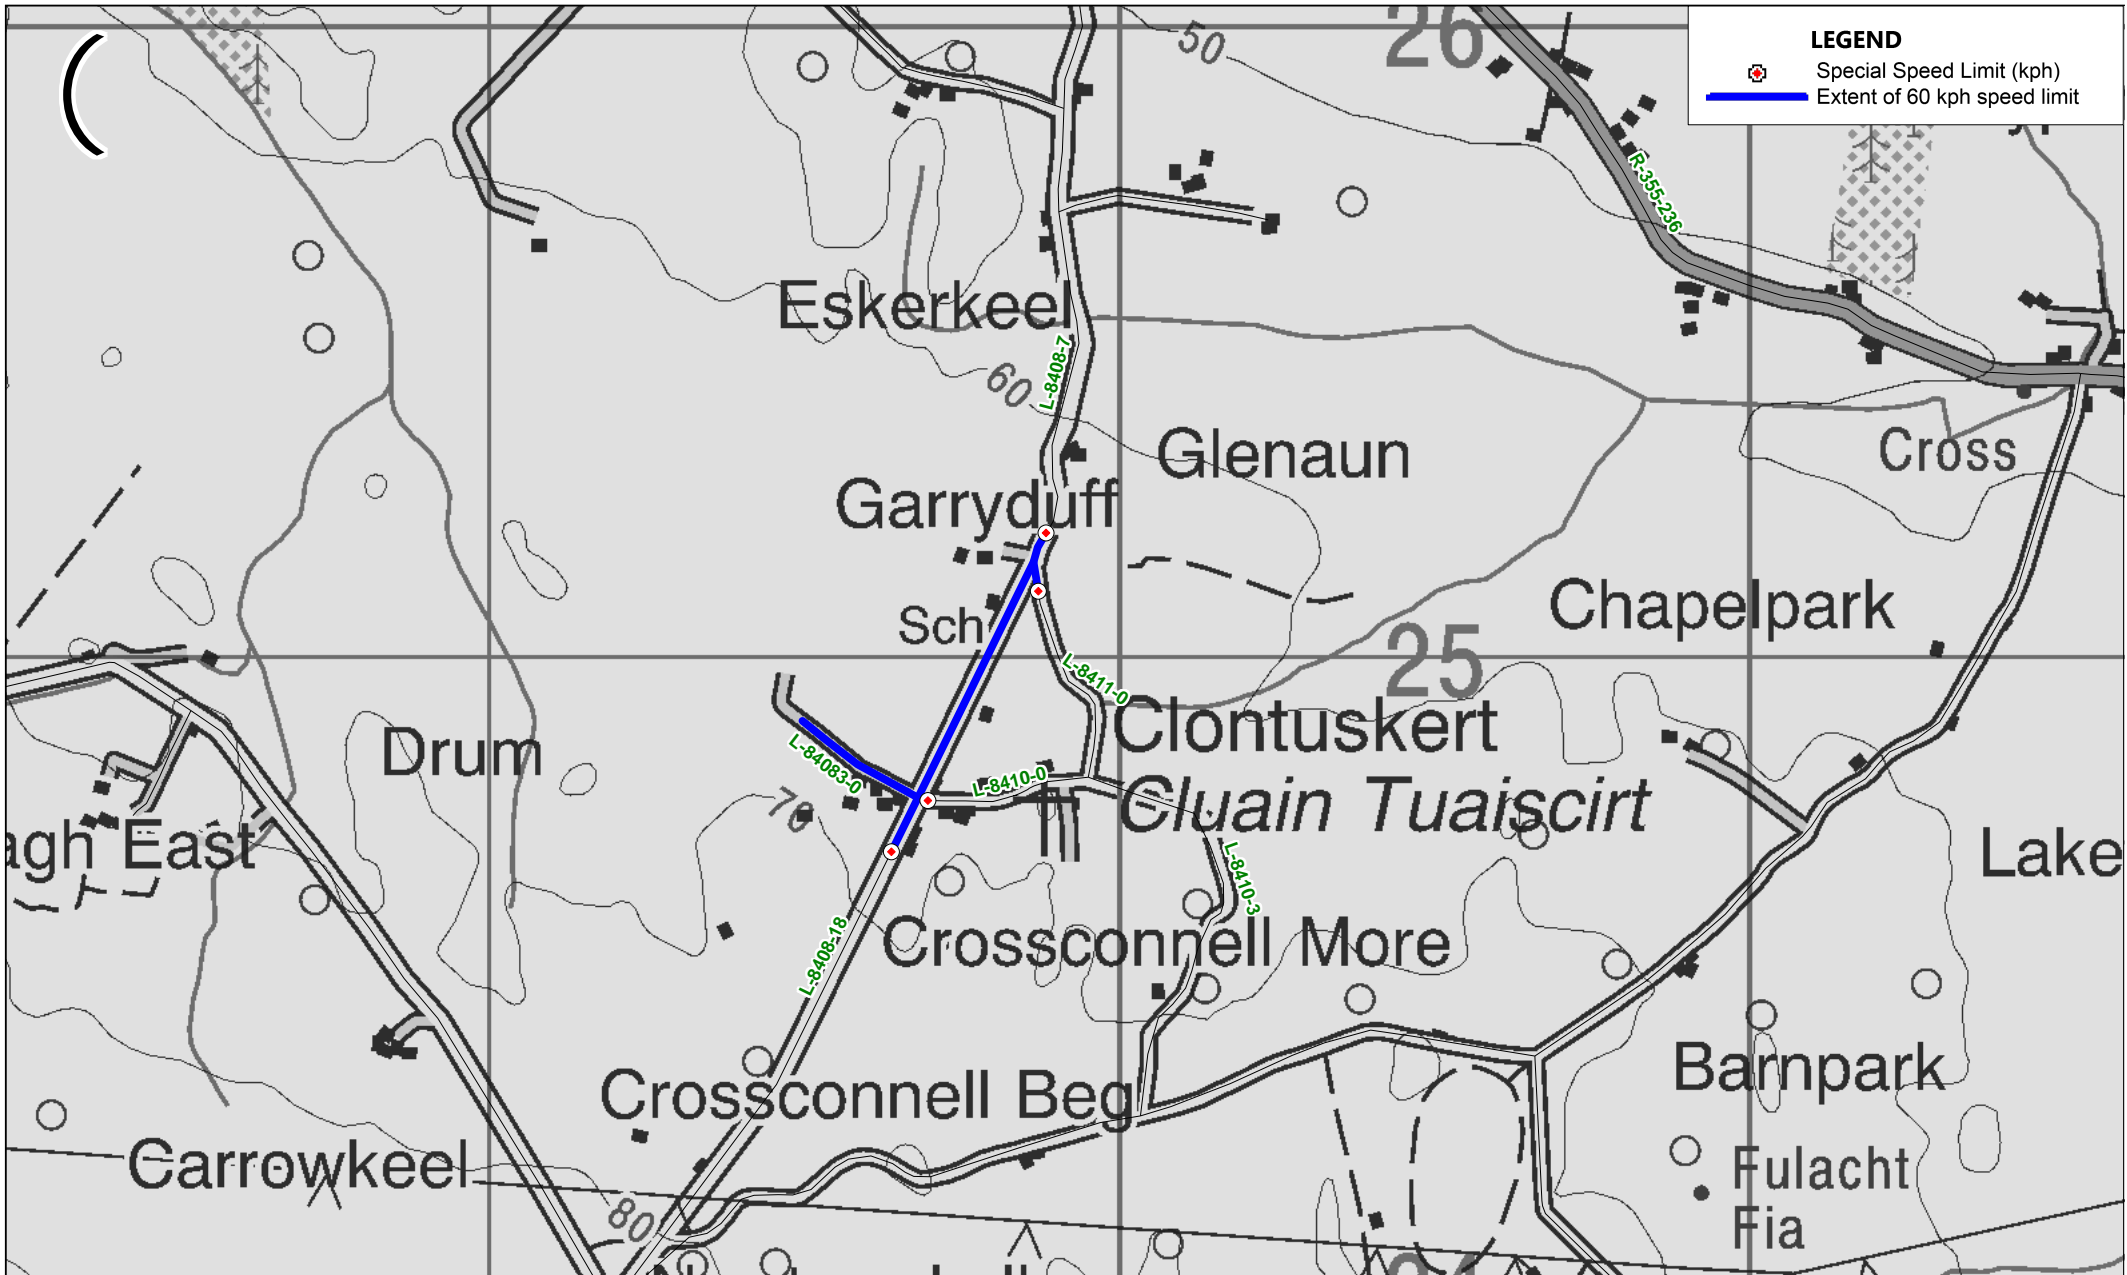 50
26
LEGEND
Special Speed Limit (kph)
Extent of 60 kph speed limit
R-355-236
Eskerkeel
L-8408-7
60
Glenaun
Cross
Garryduff
Sch
Chapelpark
25
L-8411-0
Clontuskert
Drum
L-84083-0
L-8410-0
Cluain Tuaiscirt
70
agh East
L-8410-3
Lake
L-8408-18
Crossconnell More
Crossconnell Beg
Barnpark
Carrowkeel
Fulacht
Fia
80